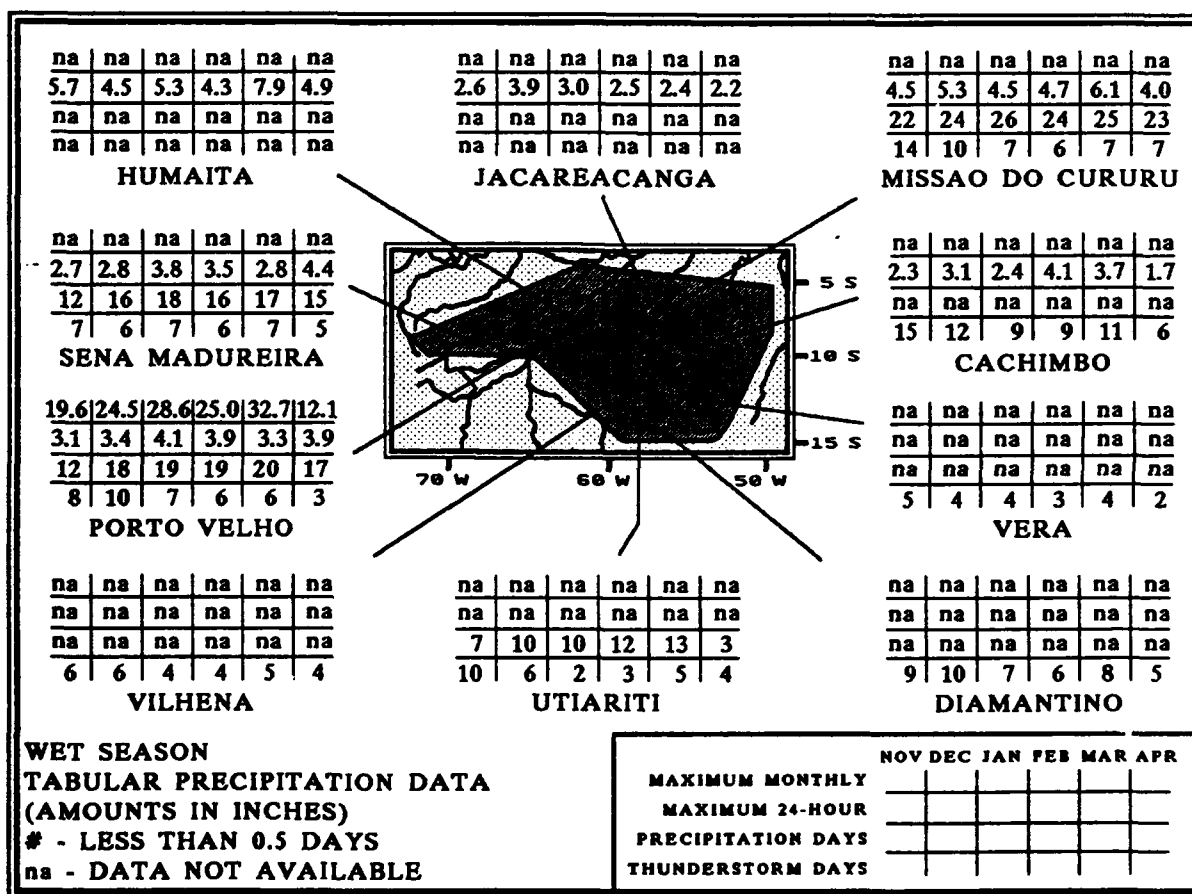 na na na na na na
5.7 4.5 5.3 4.3 7.9 4.9
na na na na na na
na na na na na na
HUMAITA
na na na na na na
2.6 3.9 3.0 2.5 2.4 2.2
na na na na na na
na na na na na na
JACAREACANGA
na na na na na na
4.5 5.3 4.5 4.7 6.1 4.0
22 24 26 24 25 23
14 10 7 6 7 7
MISSAO DO CURURU
na na na na na na
2.7 2.8 3.8 3.5 2.8 4.4
12 16 18 16 17 15
7 6 7 6 7 5
SENA MADUREIRA
5 S
10 S
15 S
70 W 60 W 50 W
na na na na na na
2.3 3.1 2.4 4.1 3.7 1.7
na na na na na na
15 12 9 9 11 6
CACHIMBO
19.6 24.5 28.6 25.0 32.7 12.1
3.1 3.4 4.1 3.9 3.3 3.9
12 18 19 19 20 17
8 10 7 6 6 3
PORTO VELHO
na na na na na na
na na na na na na
na na na na na na
5 4 4 3 4 2
VERA
na na na na na na
na na na na na na
na na na na na na
6 6 4 4 5 4
VILHENA
na na na na na na
na na na na na na
7 10 10 12 13 3
10 6 2 3 5 4
UTIARITI
na na na na na na
na na na na na na
na na na na na na
9 10 7 6 8 5
DIAMANTINO
WET SEASON
TABULAR PRECIPITATION DATA
(AMOUNTS IN INCHES)
# - LESS THAN 0.5 DAYS
na - DATA NOT AVAILABLE
NOV DEC JAN FEB MAR APR
MAXIMUM MONTHLY
MAXIMUM 24-HOUR
PRECIPITATION DAYS
THUNDERSTORM DAYS